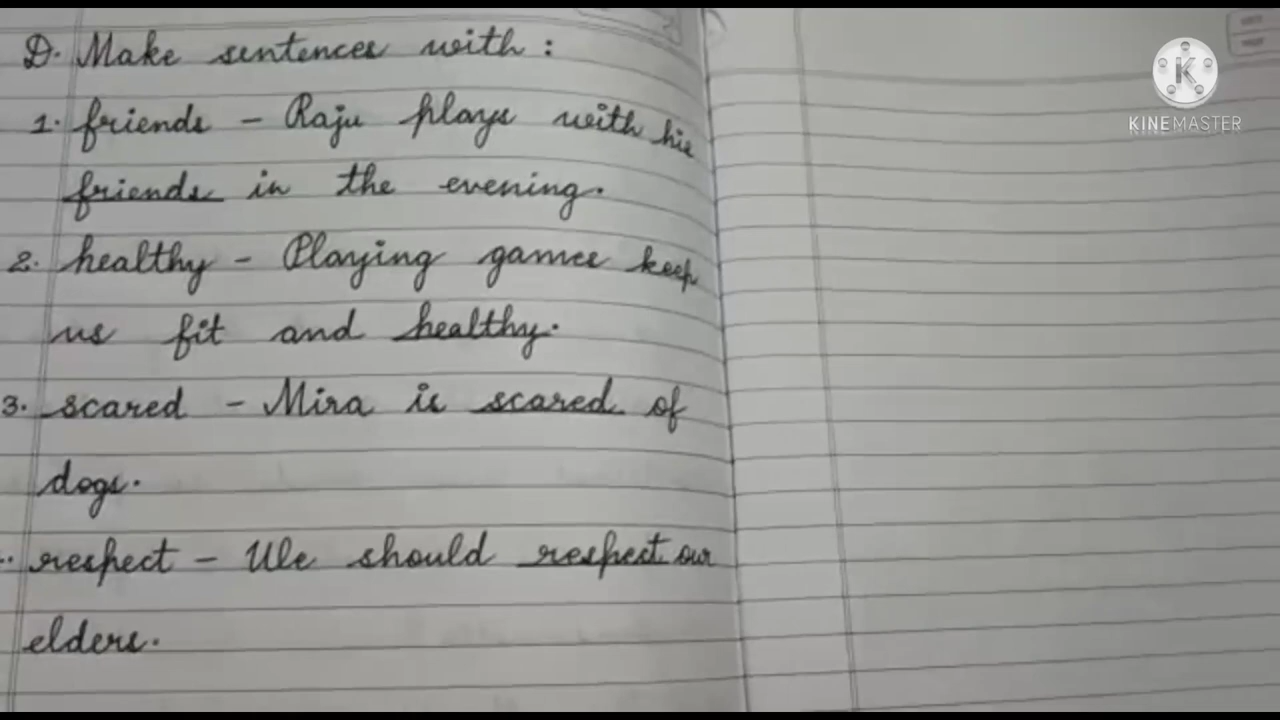 D. Make sentences with :
1. friends - Raju plays with his
friends in the evening.
2. healthy - Playing games keep
us fit and healthy.
3. scared - Mira is scared of
dogs.
. respect - We should respect our
elders.
K
KINEMASTER